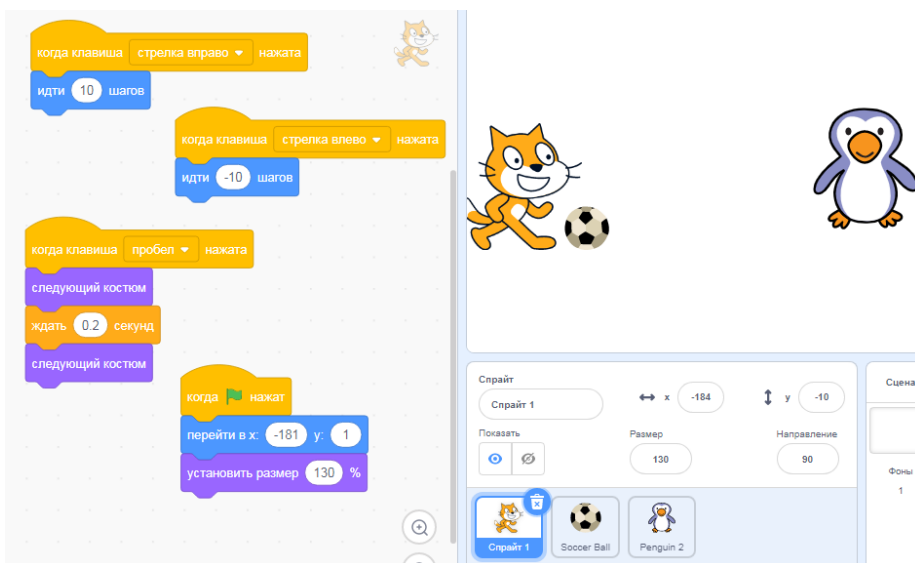 когда клавиша стрелка вправо нажата
идти 10 шагов
когда клавиша стрелка влево нажата
идти -10 шагов
когда клавиша пробел нажата
следующий костюм
ждать 0.2 секунд
следующий костюм
когда нажат
перейти в x: -181 y: 1
установить размер 130 %
Спрайт
Спрайт 1
x -184
y -10
Показать
Размер
130
Направление
90
Спрайт 1
Soccer Ball
Penguin 2
Сцена
Фоны
1